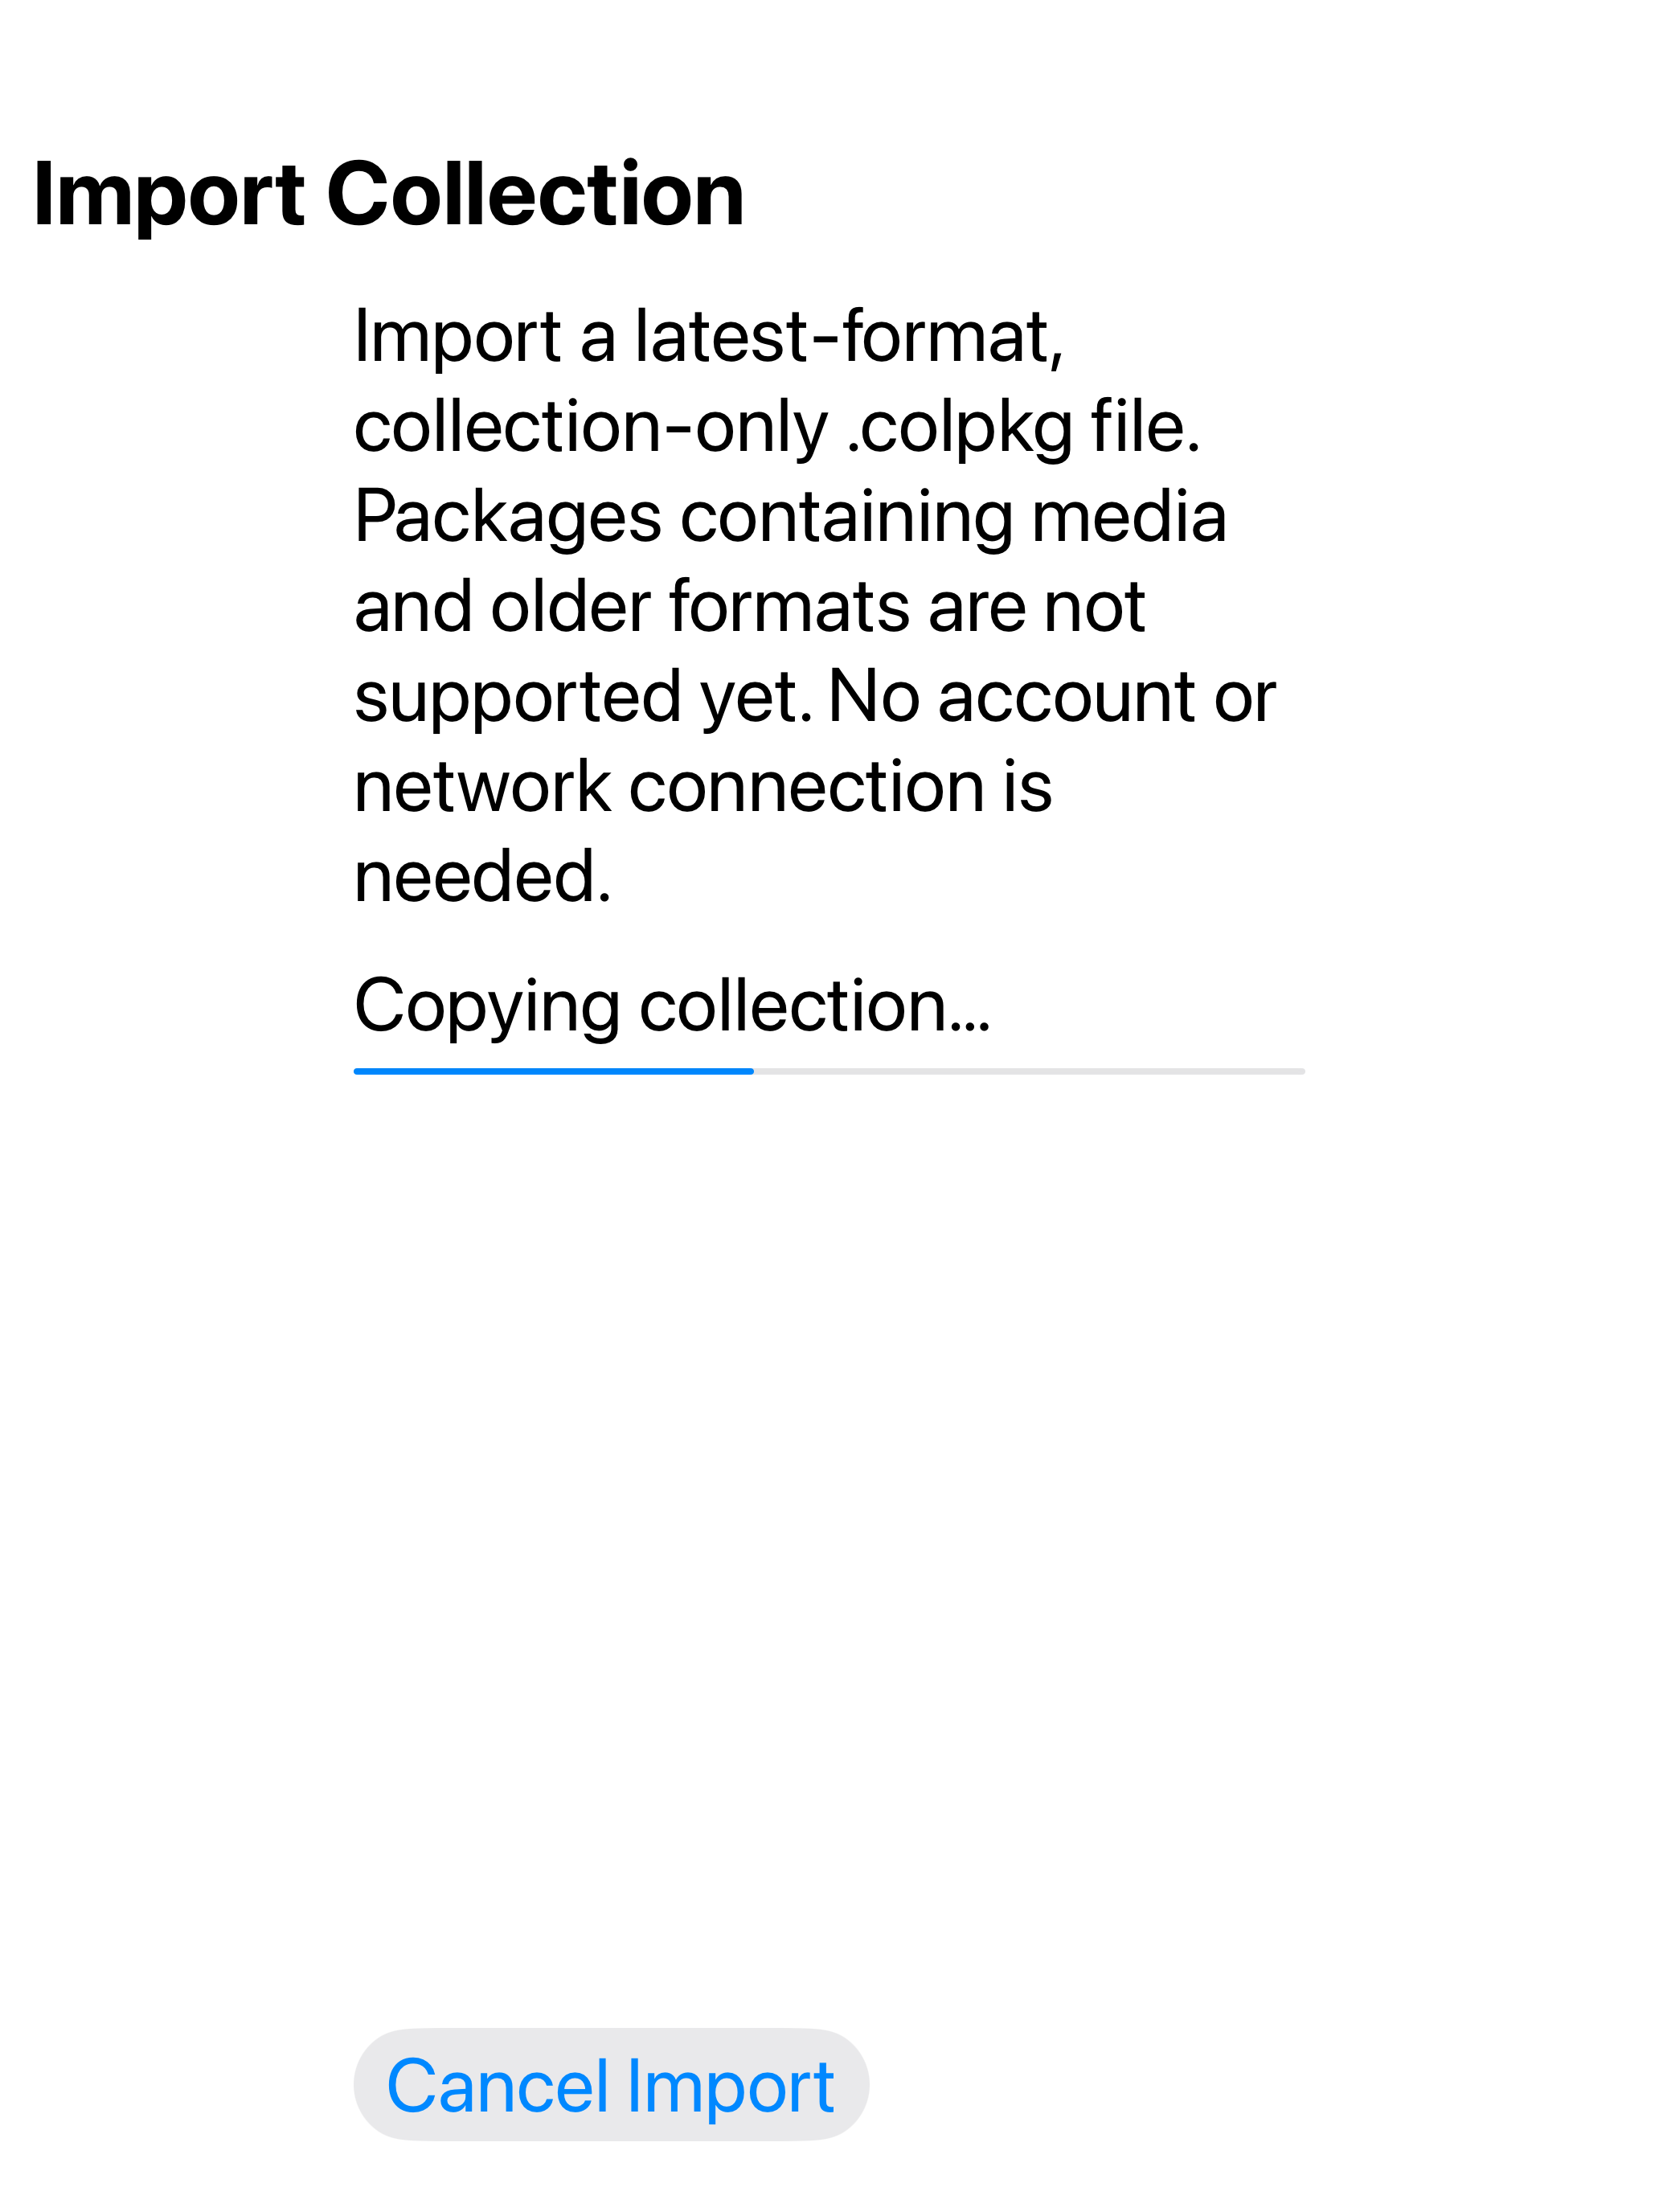 Import Collection
Import a latest-format,
collection-only .colpkg file.
Packages containing media
and older formats are not
supported yet. No account or
network connection is
needed.
Copying collection…
Cancel Import